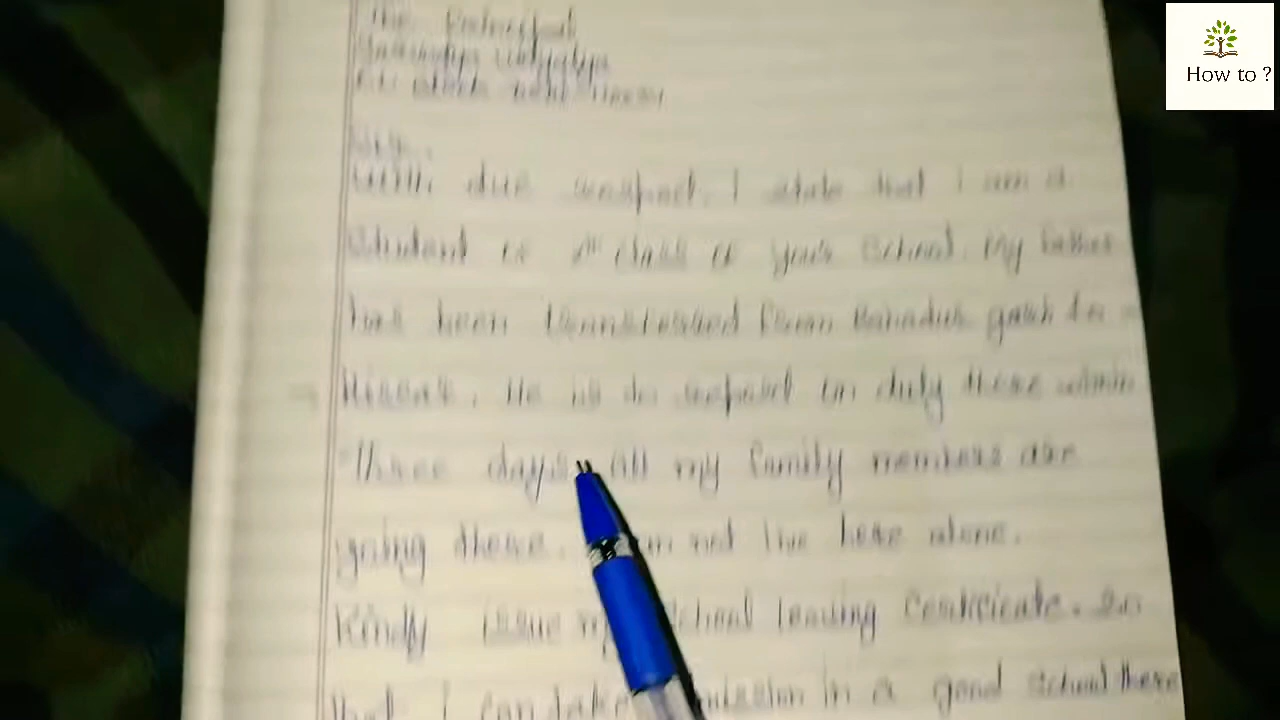 How to ?
The Principal
Sir,
With due respect. I state that I am a
Student of class of your School. My father
has been transferred from Bahadur garh to
Hissar. He is to report on duty there within
Three days. All my family members are
going there. I can not live here alone.
Kindly issue my School leaving Certificate. So
that I can take admission in a good School there